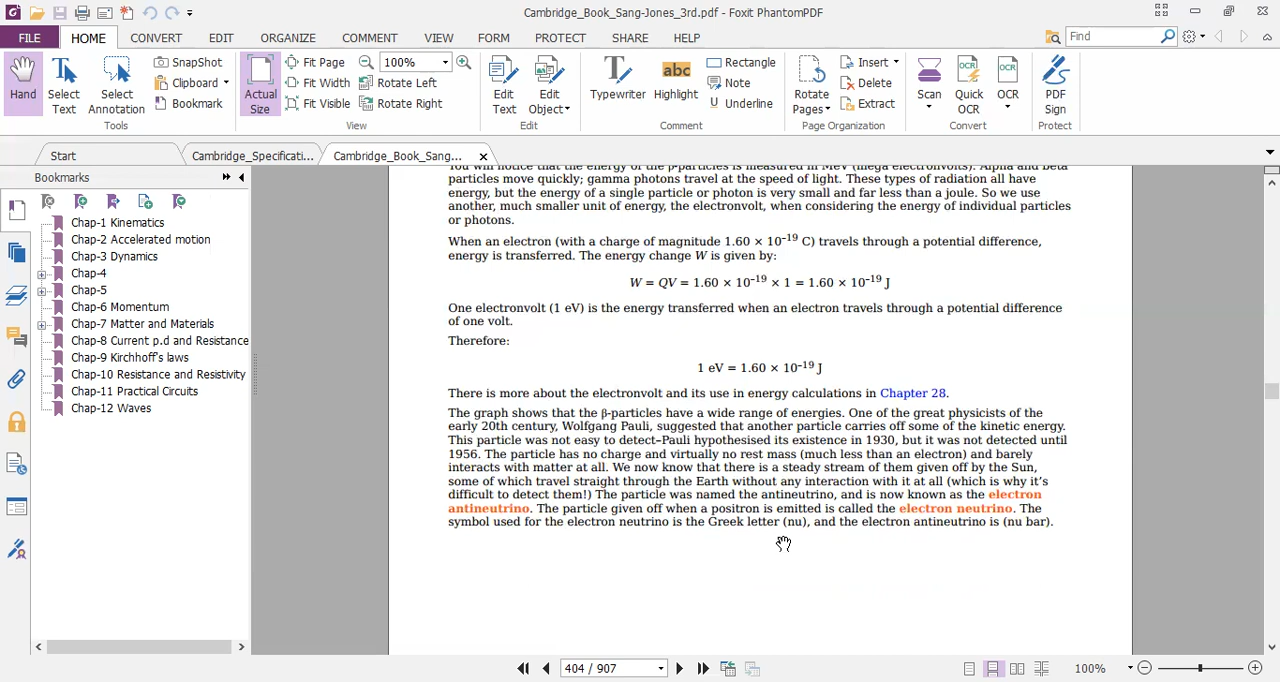 Cambridge_Book_Sang-Jones_3rd.pdf - Foxit PhantomPDF
FILE HOME CONVERT EDIT ORGANIZE COMMENT VIEW FORM PROTECT SHARE HELP Find
Hand Select Text Select Annotation SnapShot Clipboard Bookmark Tools
Actual Size Fit Page Fit Width Fit Visible 100% Rotate Left Rotate Right View
Edit Text Edit Object Edit
Typewriter Highlight Rectangle Note Underline Comment
Rotate Pages Insert Delete Extract Page Organization
Scan Quick OCR OCR Convert
PDF Sign Protect
Start Cambridge_Specificati... Cambridge_Book_Sang...
Bookmarks
Chap-1 Kinematics
Chap-2 Accelerated motion
Chap-3 Dynamics
Chap-4
Chap-5
Chap-6 Momentum
Chap-7 Matter and Materials
Chap-8 Current p.d and Resistance
Chap-9 Kirchhoff's laws
Chap-10 Resistance and Resistivity
Chap-11 Practical Circuits
Chap-12 Waves
You will notice that the energy of the β-particles is measured in MeV (mega electronvolts). Alpha and beta
particles move quickly; gamma photons travel at the speed of light. These types of radiation all have
energy, but the energy of a single particle or photon is very small and far less than a joule. So we use
another, much smaller unit of energy, the electronvolt, when considering the energy of individual particles
or photons.
When an electron (with a charge of magnitude 1.60 × 10⁻¹⁹ C) travels through a potential difference,
energy is transferred. The energy change W is given by:
W = QV = 1.60 × 10⁻¹⁹ × 1 = 1.60 × 10⁻¹⁹ J
One electronvolt (1 eV) is the energy transferred when an electron travels through a potential difference
of one volt.
Therefore:
1 eV = 1.60 × 10⁻¹⁹ J
There is more about the electronvolt and its use in energy calculations in Chapter 28.
The graph shows that the β-particles have a wide range of energies. One of the great physicists of the
early 20th century, Wolfgang Pauli, suggested that another particle carries off some of the kinetic energy.
This particle was not easy to detect–Pauli hypothesised its existence in 1930, but it was not detected until
1956. The particle has no charge and virtually no rest mass (much less than an electron) and barely
interacts with matter at all. We now know that there is a steady stream of them given off by the Sun,
some of which travel straight through the Earth without any interaction with it at all (which is why it's
difficult to detect them!) The particle was named the antineutrino, and is now known as the electron
antineutrino. The particle given off when a positron is emitted is called the electron neutrino. The
symbol used for the electron neutrino is the Greek letter (nu), and the electron antineutrino is (nu bar).
404 / 907
100%